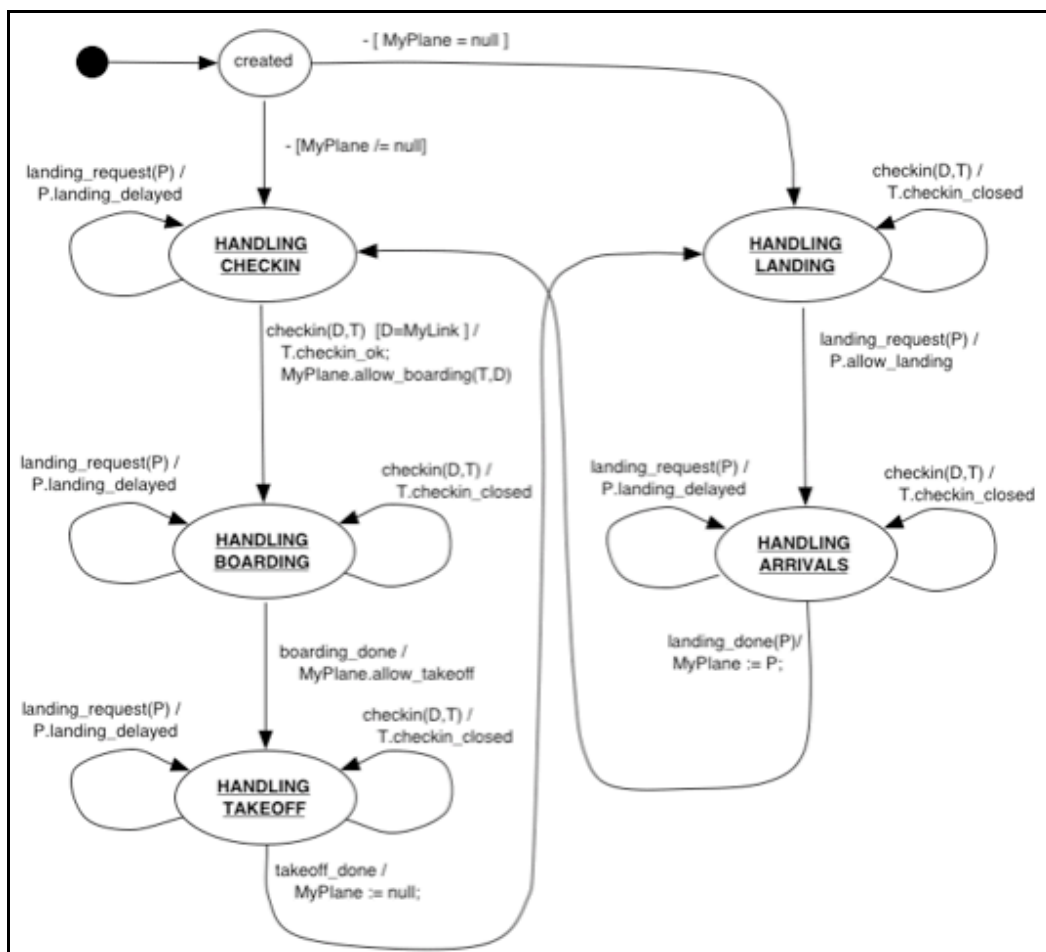 - [ MyPlane = null ]
created
- [MyPlane /= null]
landing_request(P) /
P.landing_delayed
checkin(D,T) /
T.checkin_closed
HANDLING
CHECKIN
HANDLING
LANDING
checkin(D,T) [D=MyLink ] /
T.checkin_ok;
MyPlane.allow_boarding(T,D)
landing_request(P) /
P.allow_landing
landing_request(P) /
P.landing_delayed
checkin(D,T) /
T.checkin_closed
landing_request(P) /
P.landing_delayed
checkin(D,T) /
T.checkin_closed
HANDLING
BOARDING
HANDLING
ARRIVALS
boarding_done /
MyPlane.allow_takeoff
landing_done(P)/
MyPlane := P;
landing_request(P) /
P.landing_delayed
checkin(D,T) /
T.checkin_closed
HANDLING
TAKEOFF
takeoff_done /
MyPlane := null;